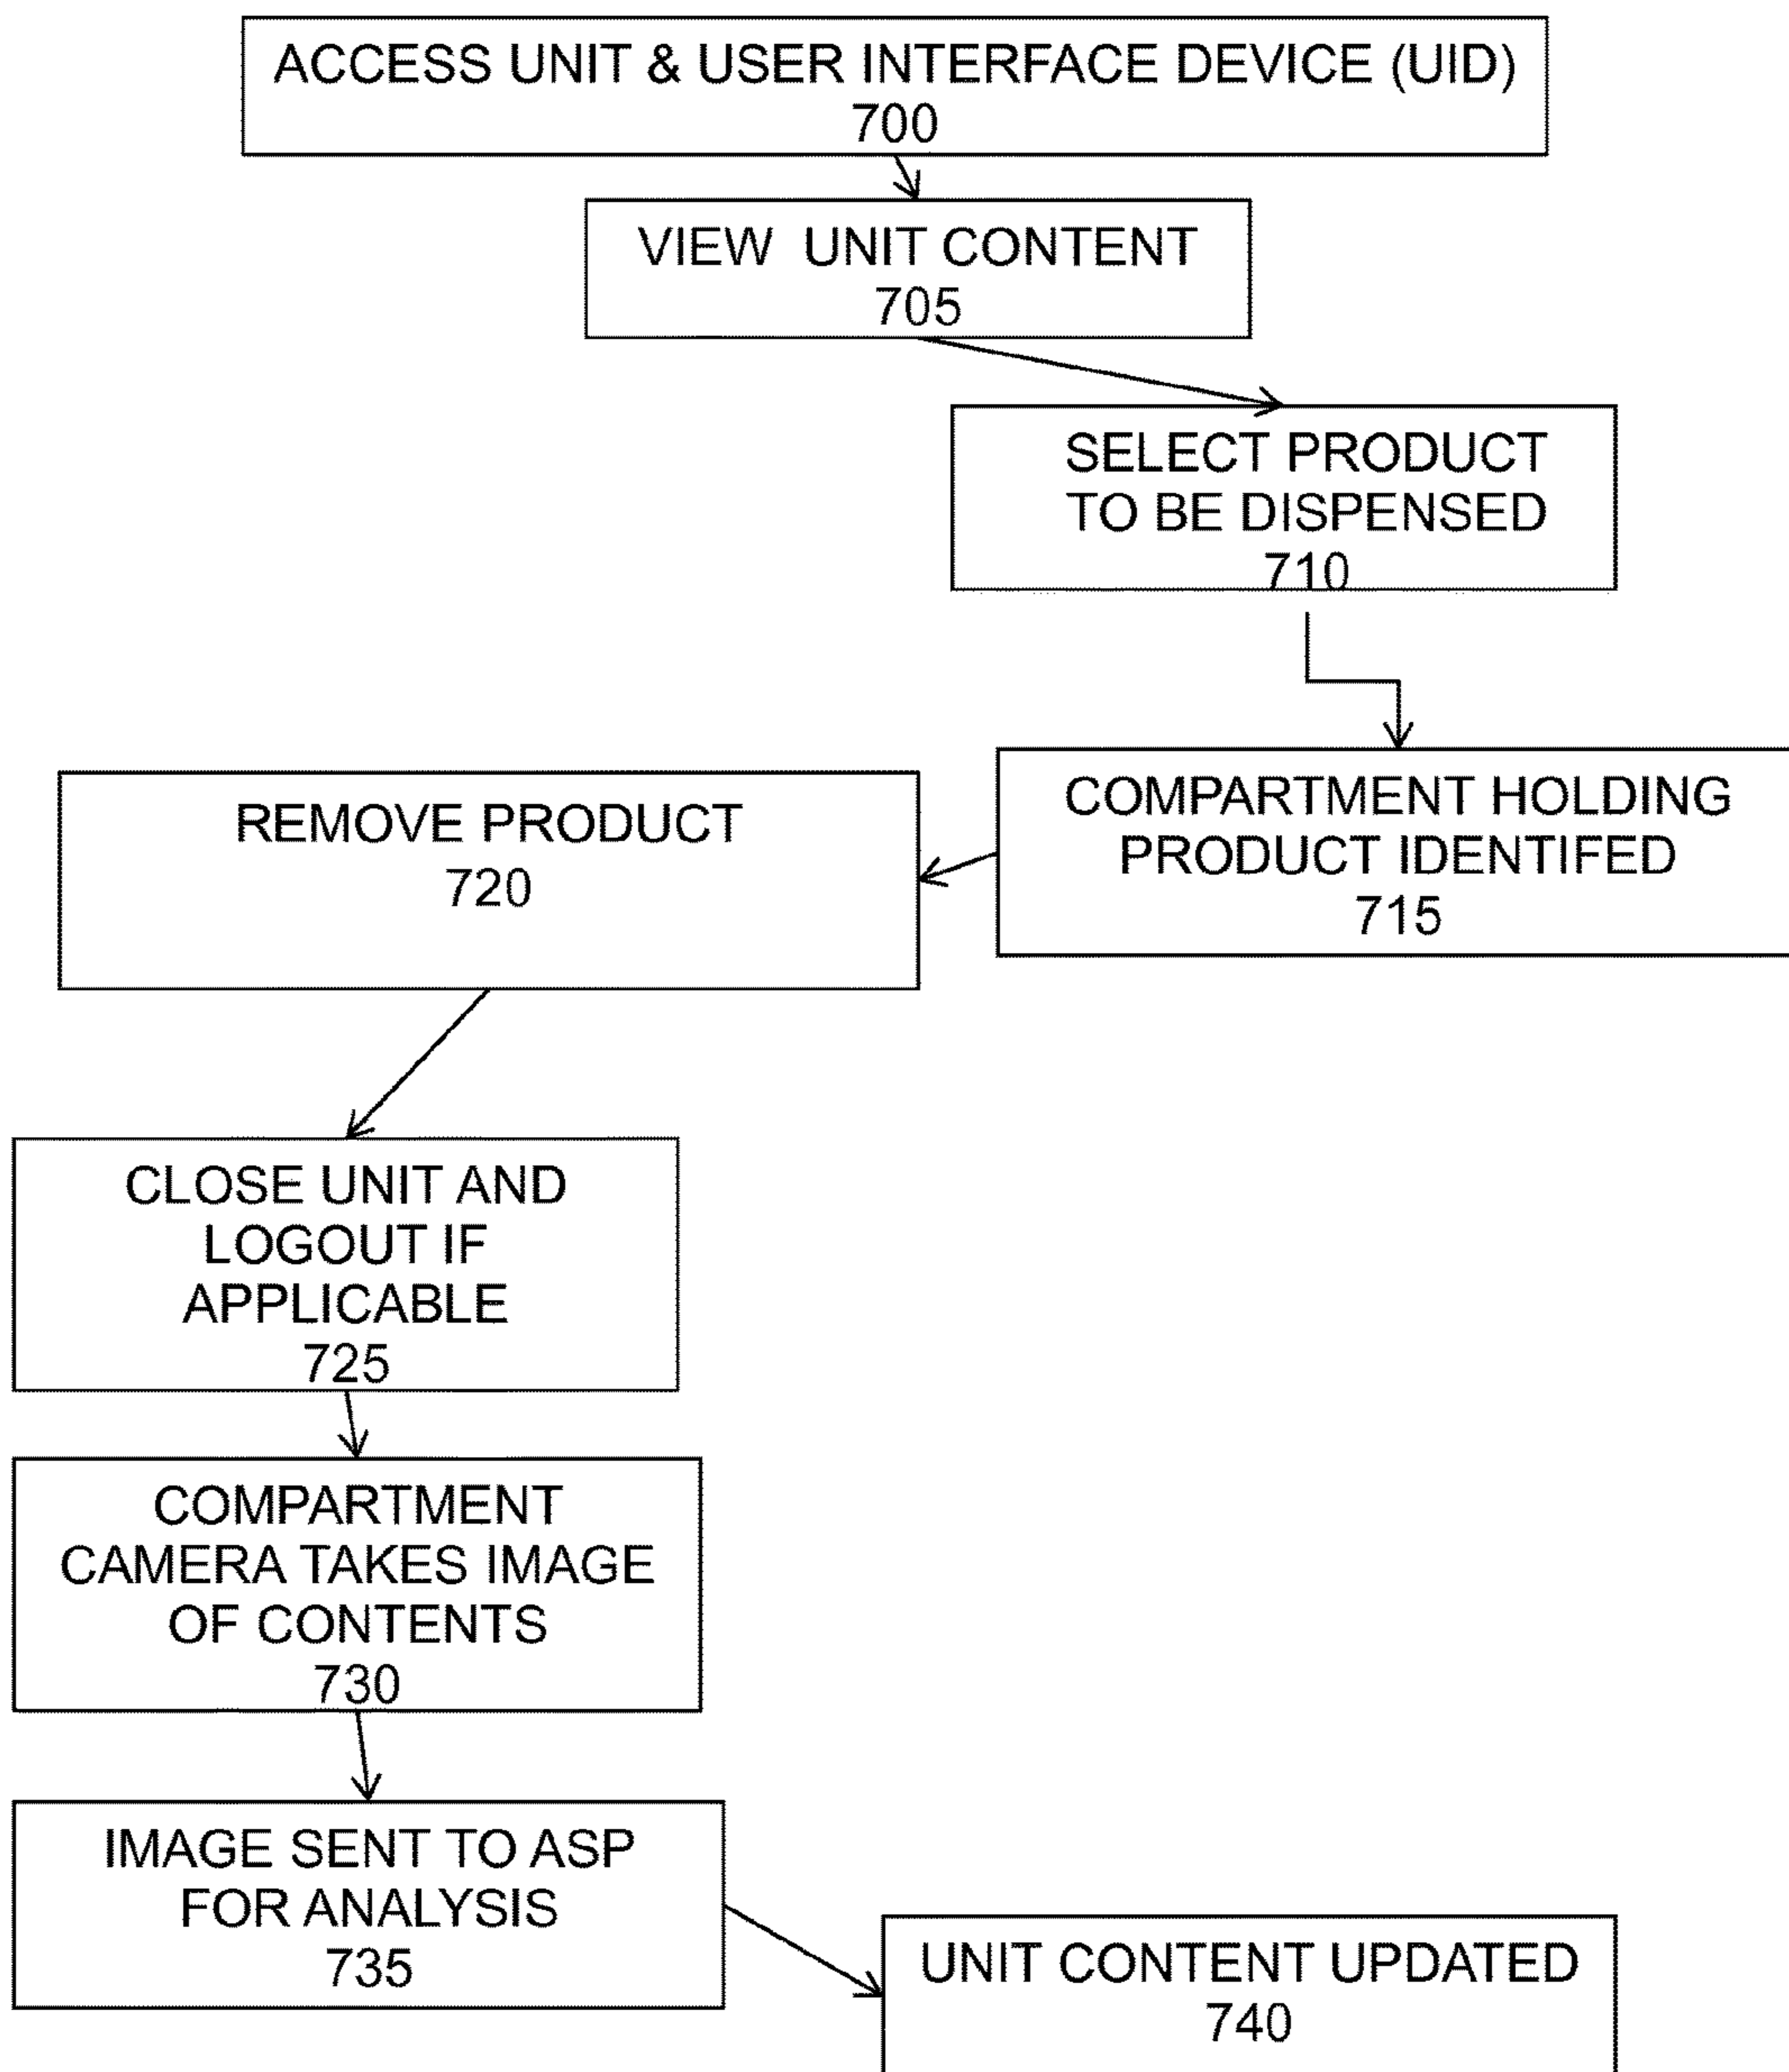 ACCESS UNIT & USER INTERFACE DEVICE (UID)
700
VIEW UNIT CONTENT
705
SELECT PRODUCT
TO BE DISPENSED
710
COMPARTMENT HOLDING
PRODUCT IDENTIFED
715
REMOVE PRODUCT
720
CLOSE UNIT AND
LOGOUT IF
APPLICABLE
725
COMPARTMENT
CAMERA TAKES IMAGE
OF CONTENTS
730
IMAGE SENT TO ASP
FOR ANALYSIS
735
UNIT CONTENT UPDATED
740